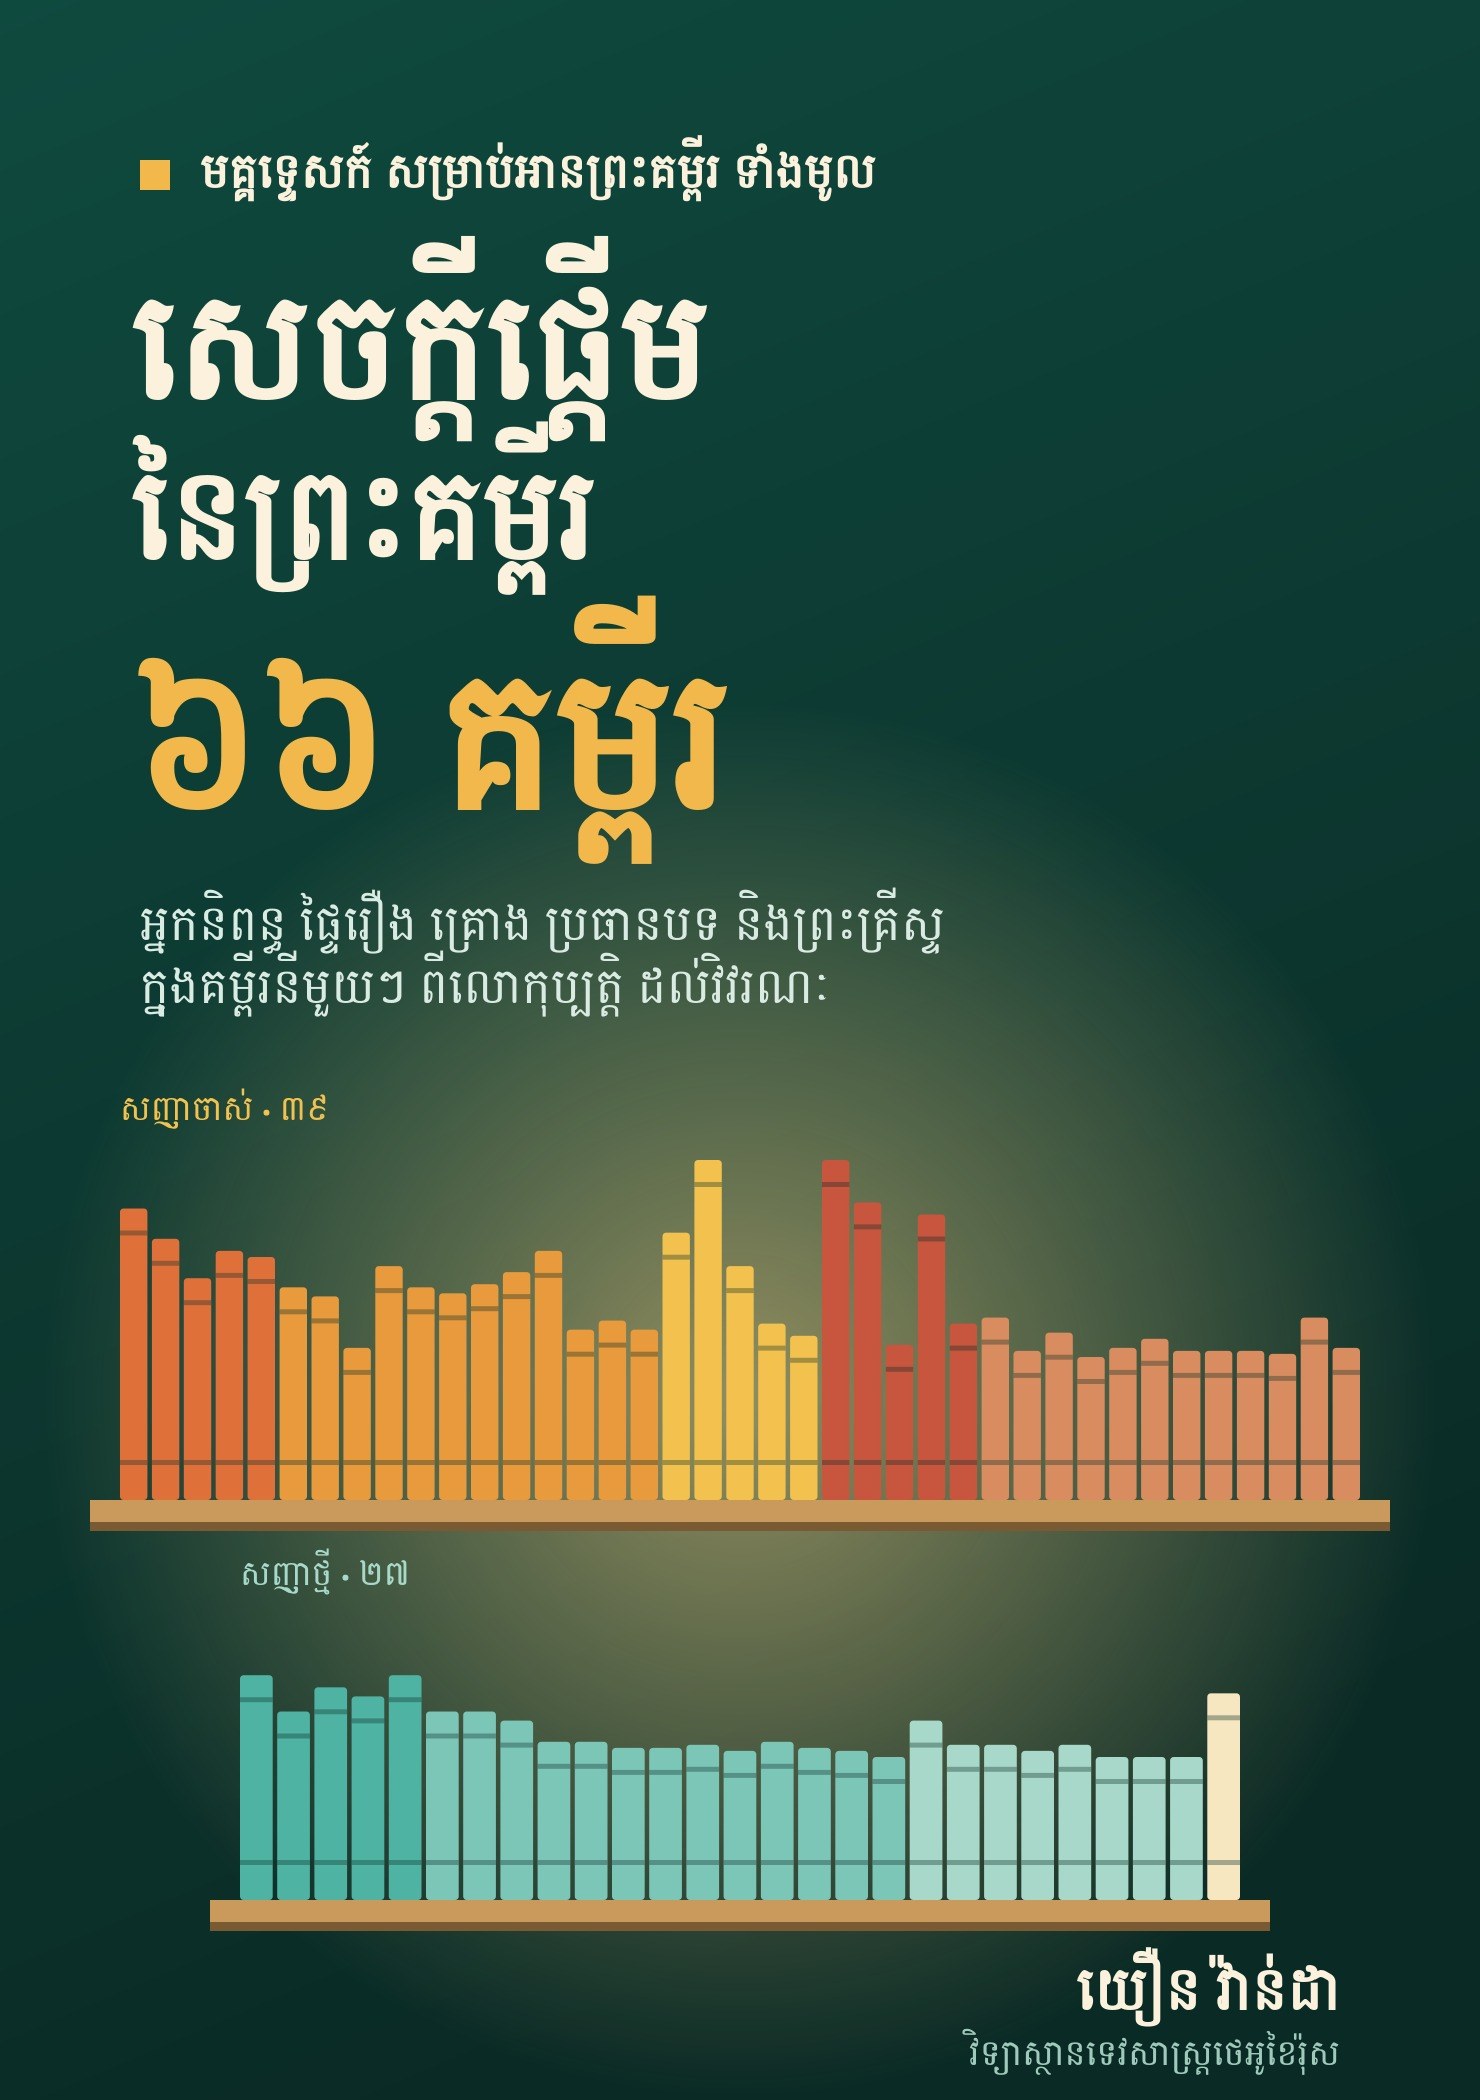 មគ្គទ្ទេសក៍ សម្រាប់អានព្រះគម្ពីរ ទាំងមូល
សេចក្តីផ្តើម
នៃព្រះគម្ពីរ
៦៦ គម្ពីរ
អ្នកនិពន្ធ ផ្ទៃរឿង គ្រោង ប្រធានបទ និងព្រះគ្រីស្ទ
ក្នុងគម្ពីរនីមួយៗ ពីលោកុប្បត្តិ ដល់វិវរណៈ
សញ្ញាចាស់ • ៣៩
សញ្ញាថ្មី • ២៧
យឿន វ៉ាន់ដា
វិទ្យាស្ថានទេវសាស្ត្រថេអូខៃរ៉ុស